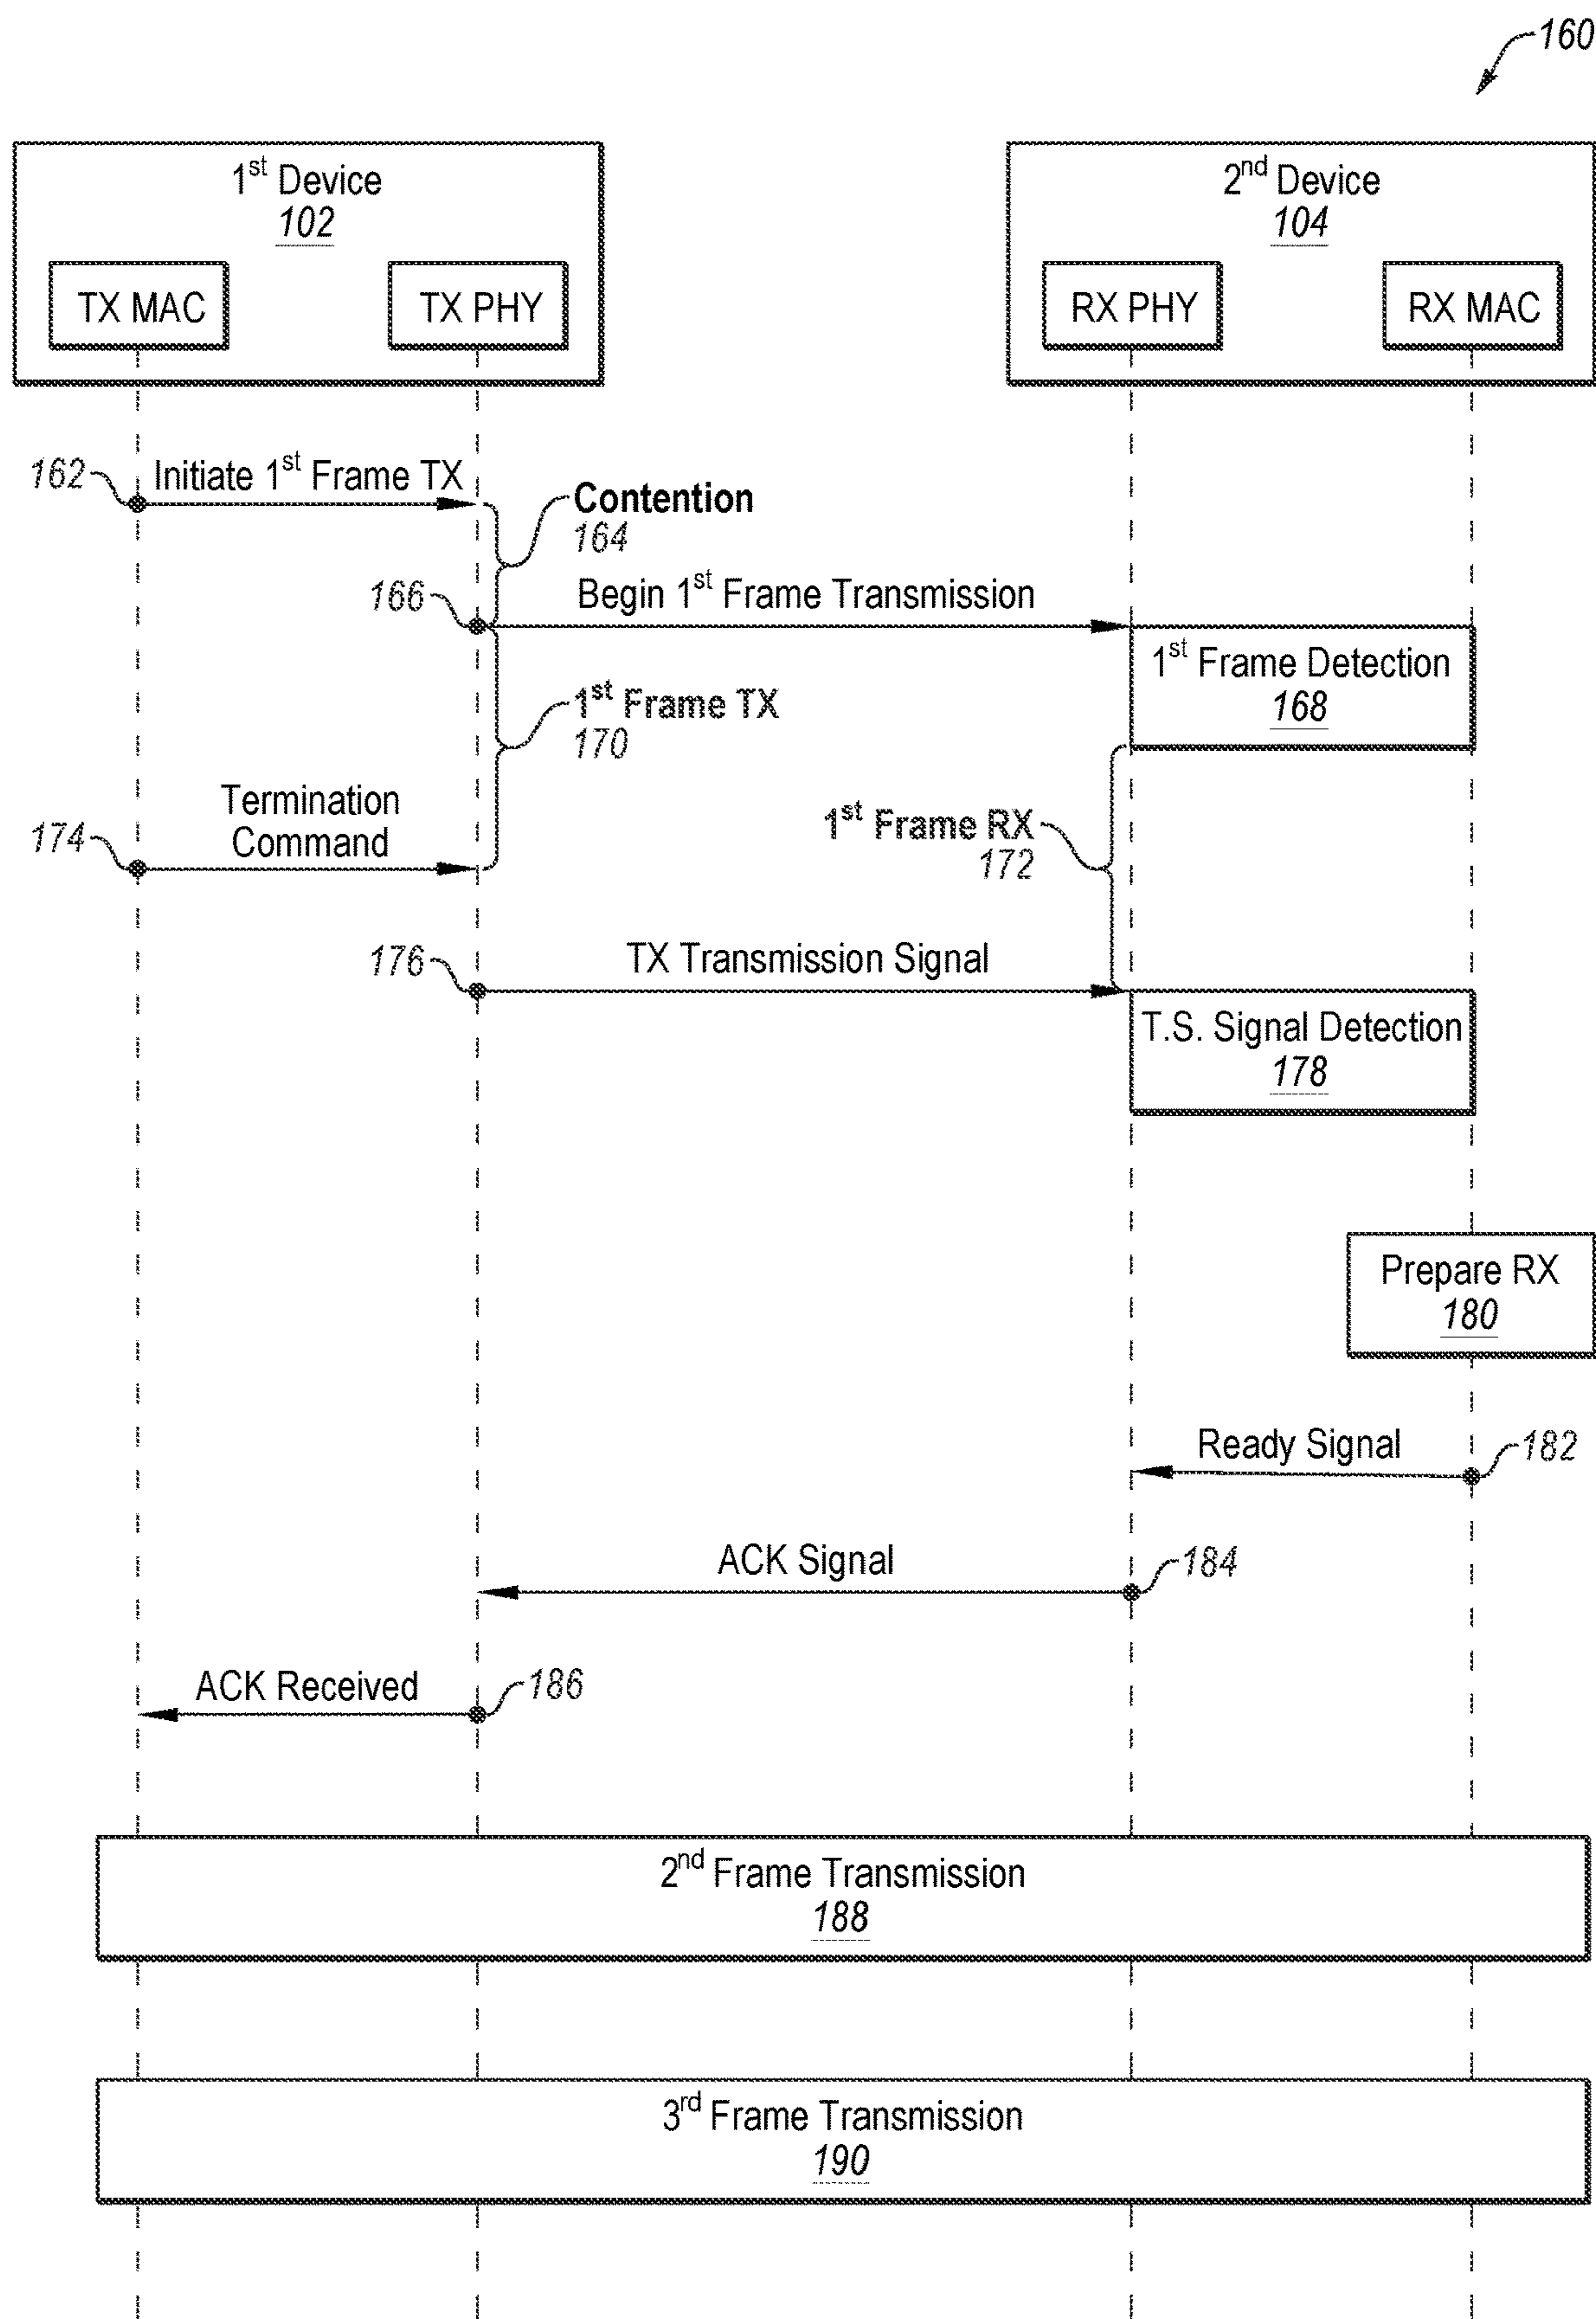 160
1st Device
102
2nd Device
104
TX MAC
TX PHY
RX PHY
RX MAC
162
Initiate 1st Frame TX
Contention
164
166
Begin 1st Frame Transmission
1st Frame Detection
168
1st Frame TX
170
Termination
Command
174
1st Frame RX
172
176
TX Transmission Signal
T.S. Signal Detection
178
Prepare RX
180
Ready Signal
182
ACK Signal
184
ACK Received
186
2nd Frame Transmission
188
3rd Frame Transmission
190